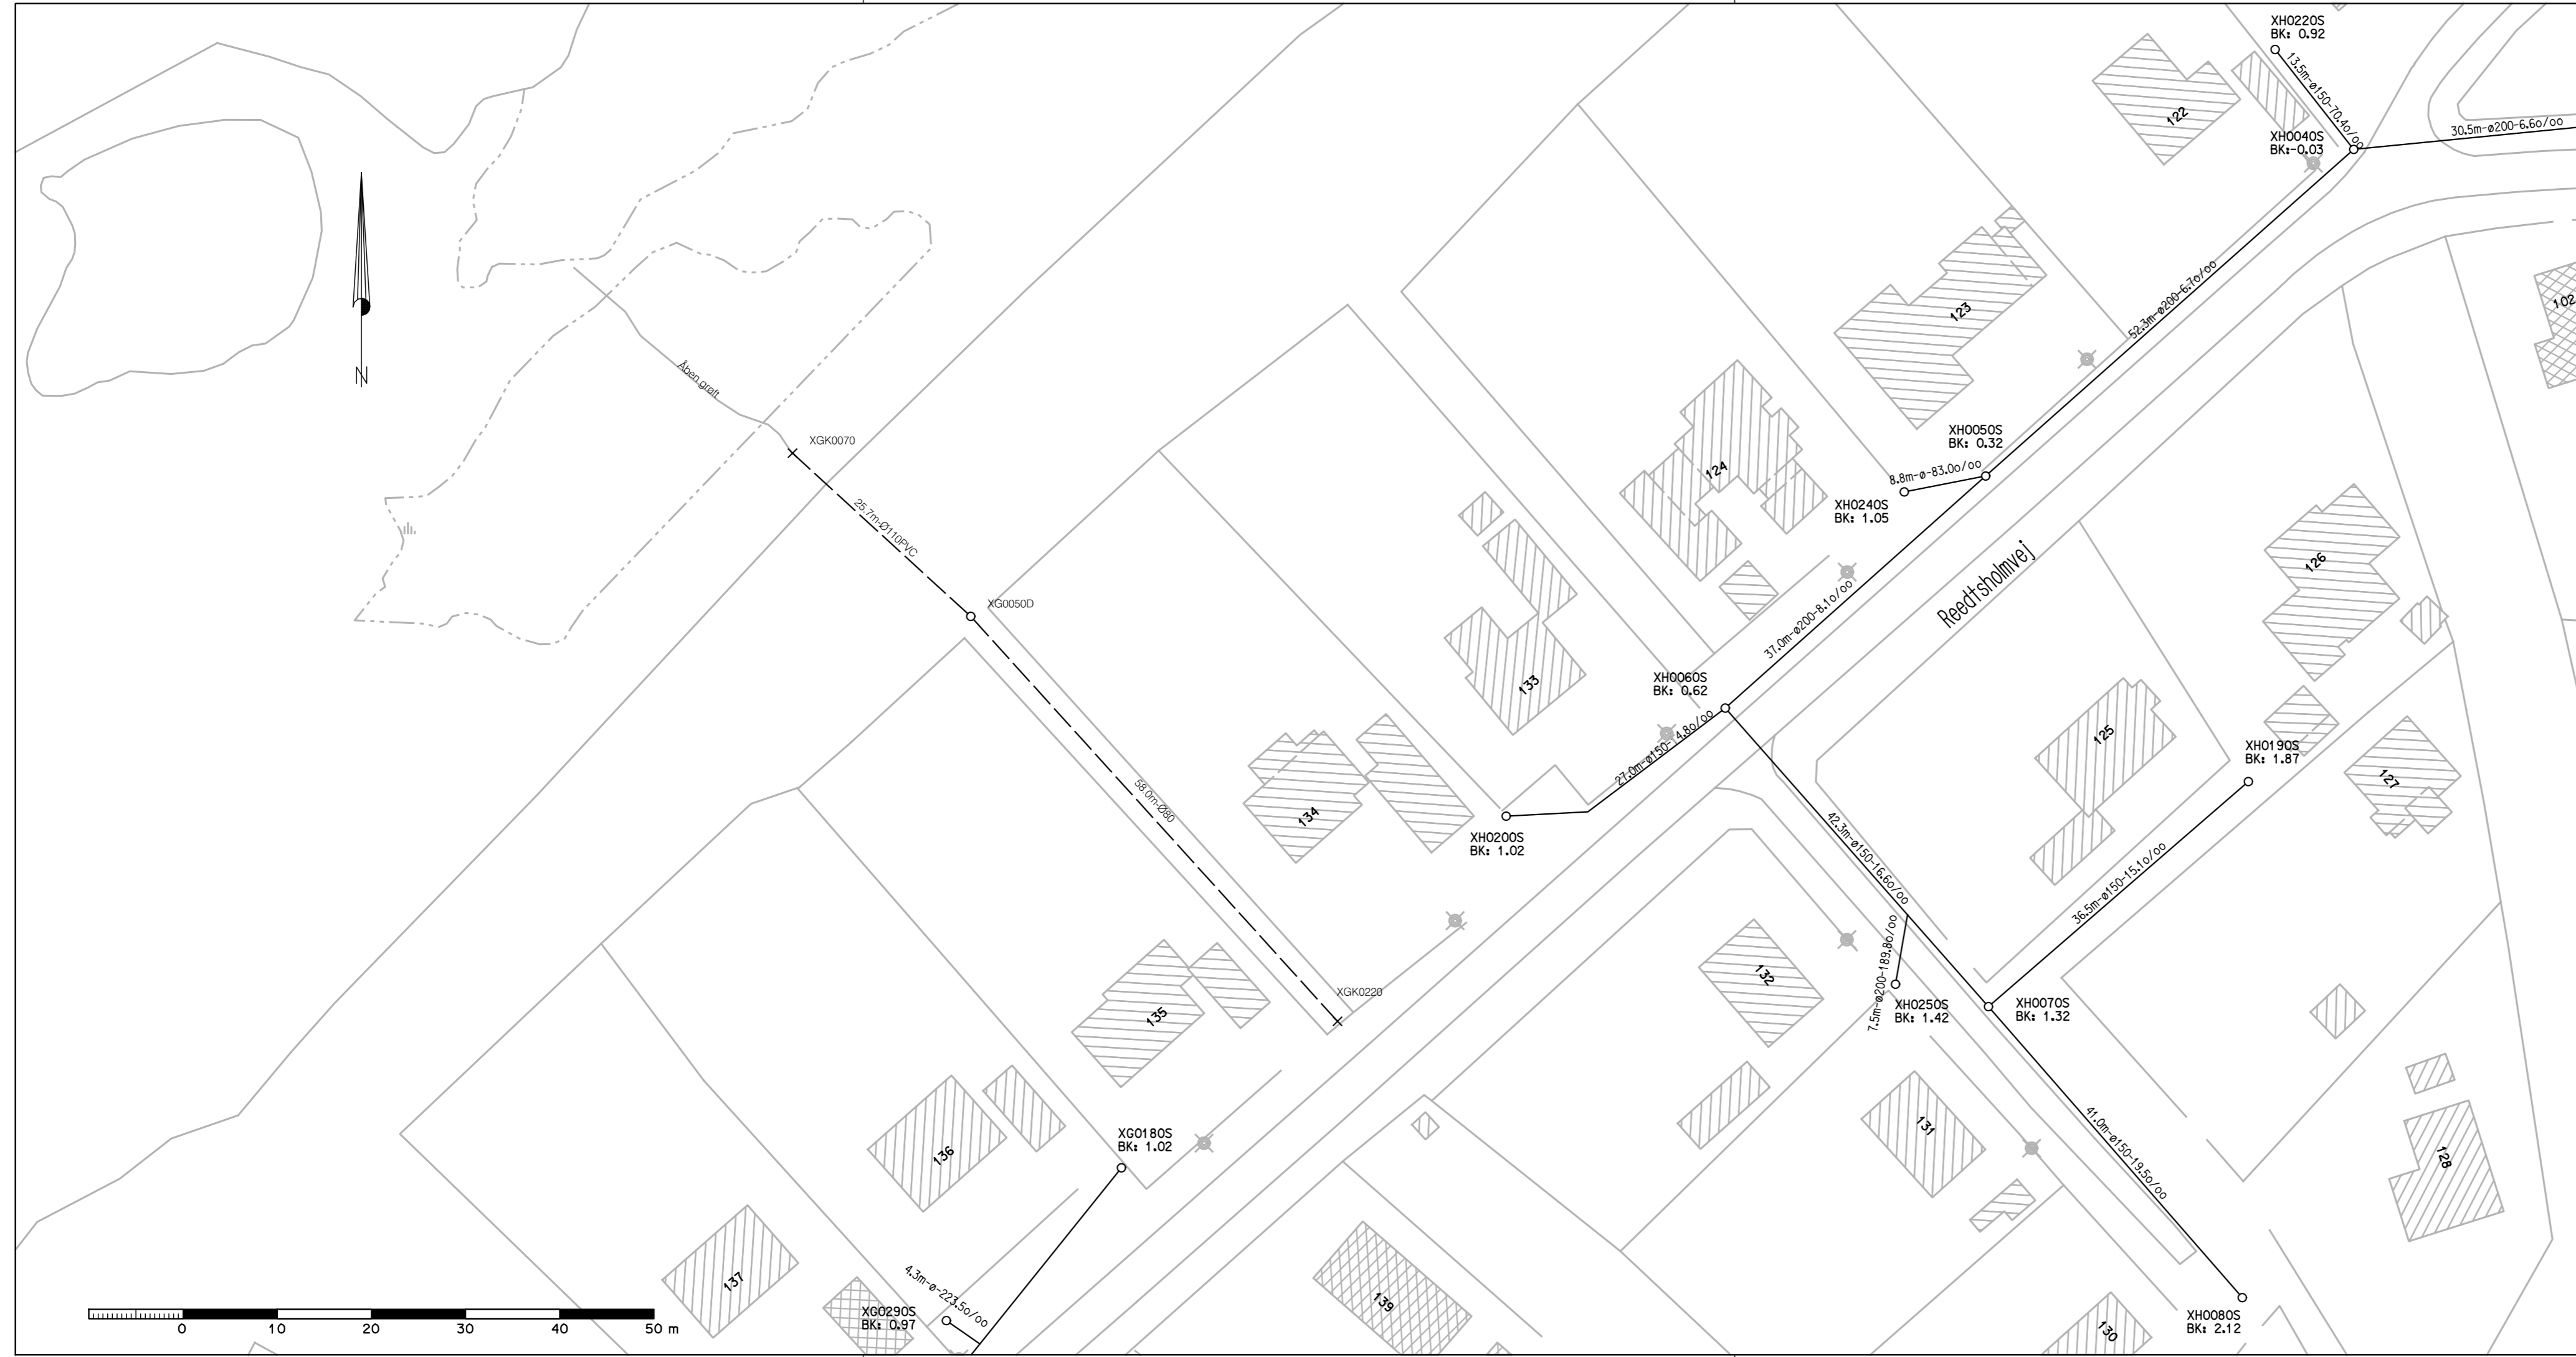 XH0220S
BK: 0.92
13.5m-ø150-70.4o/oo
122
XH0040S
BK:-0.03
30.5m-ø200-6.6o/oo
102
123
52.3m-ø200-6.7o/oo
N
Åben grøft
XGK0070
XH0050S
BK: 0.32
124
8.8m-ø-83.0o/oo
XH0240S
BK: 1.05
25.7m-Ø110PVC
Reedtsholmvej
126
XG0050D
37.0m-ø200-8.1o/oo
XH0060S
BK: 0.62
133
125
XH0190S
BK: 1.87
27.0m-ø150-14.8o/oo
127
58.0m-Ø80
134
XH0200S
BK: 1.02
42.3m-ø150-16.6o/oo
36.5m-ø150-15.1o/oo
132
7.5m-ø200-189.8o/oo
XGK0220
XH0250S
BK: 1.42
XH0070S
BK: 1.32
135
131
XG0180S
BK: 1.02
136
41.0m-ø150-19.5o/oo
128
137
4.3m-ø-223.5o/oo
XG0290S
BK: 0.97
139
XH0080S
BK: 2.12
130
0 10 20 30 40 50 m